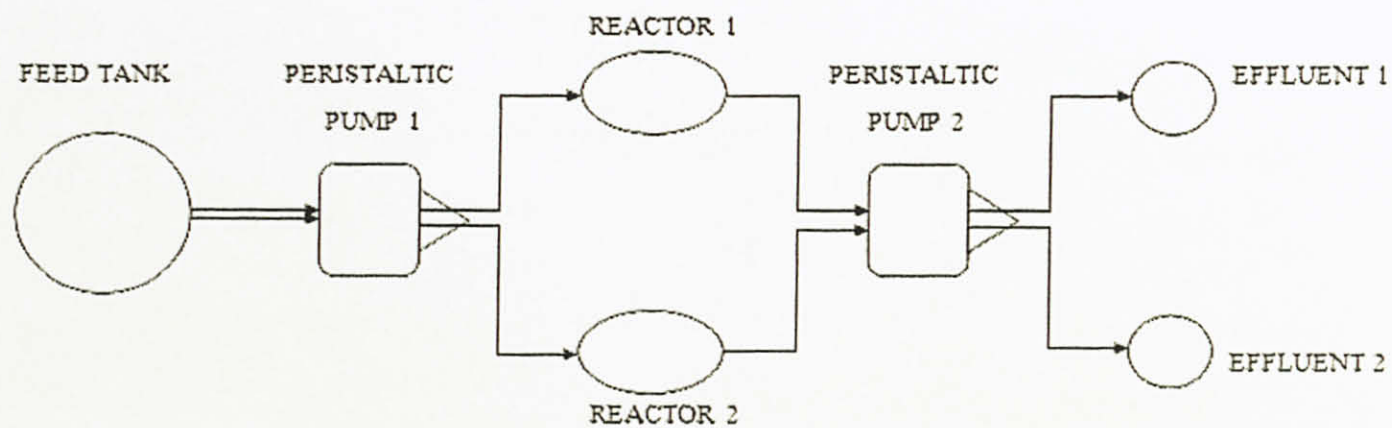 REACTOR 1
FEED TANK
PERISTALTIC
PUMP 1
PERISTALTIC
PUMP 2
EFFLUENT 1
EFFLUENT 2
REACTOR 2